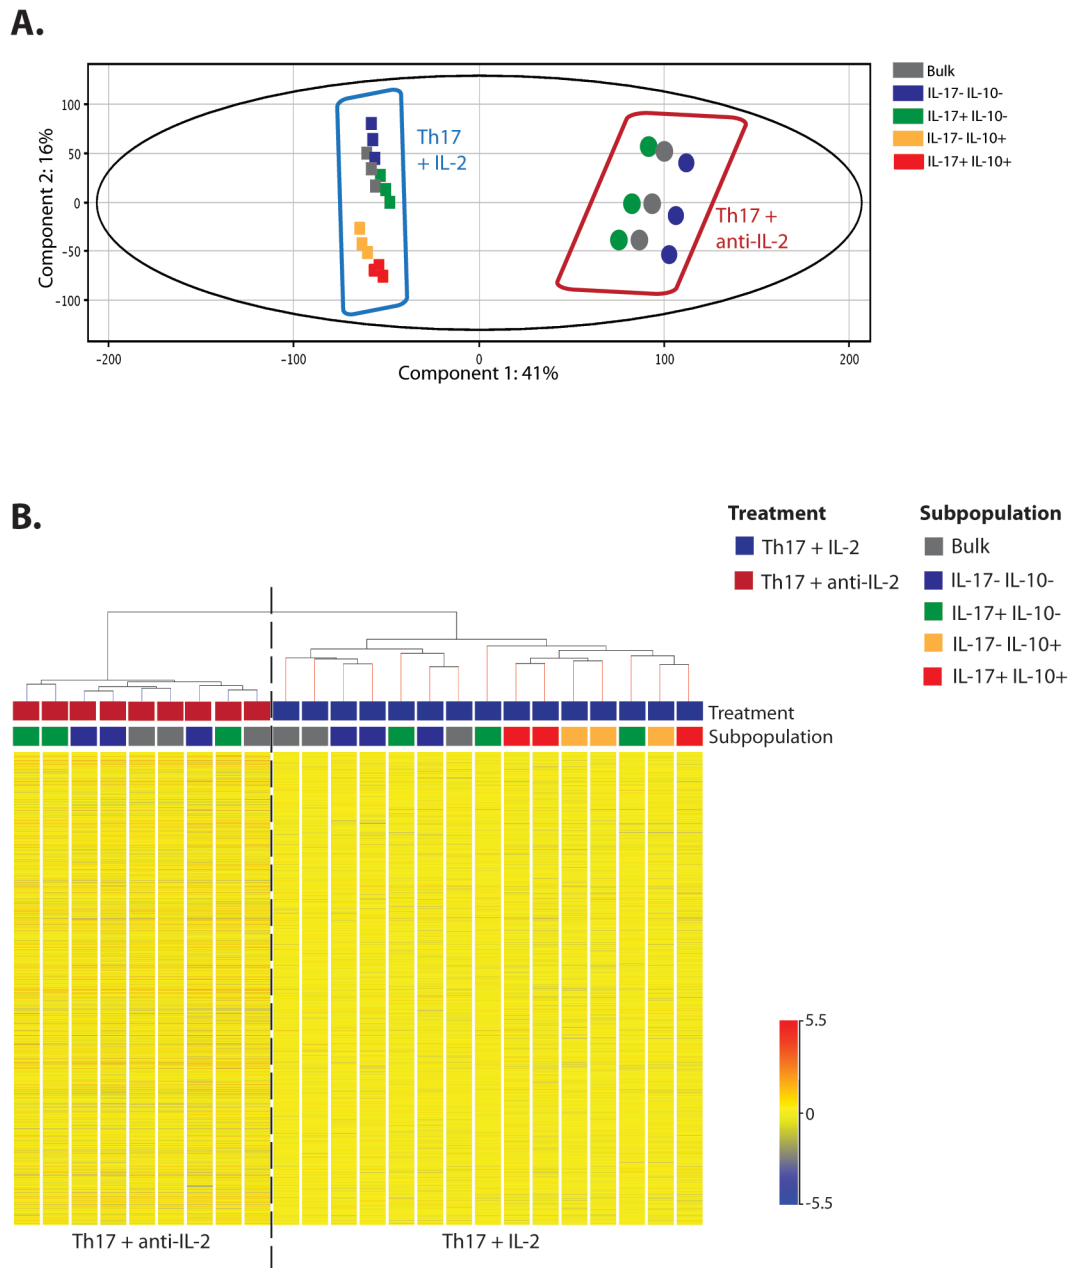 A.
Component 2: 16%
100
50
0
-50
-100
Th17
+ IL-2
Th17 +
anti-IL-2
-200
-100
0
100
200
Component 1: 41%
Bulk
IL-17- IL-10-
IL-17+ IL-10-
IL-17- IL-10+
IL-17+ IL-10+
B.
Treatment
Th17 + IL-2
Th17 + anti-IL-2
Subpopulation
Bulk
IL-17- IL-10-
IL-17+ IL-10-
IL-17- IL-10+
IL-17+ IL-10+
Treatment
Subpopulation
5.5
0
-5.5
Th17 + anti-IL-2
Th17 + IL-2